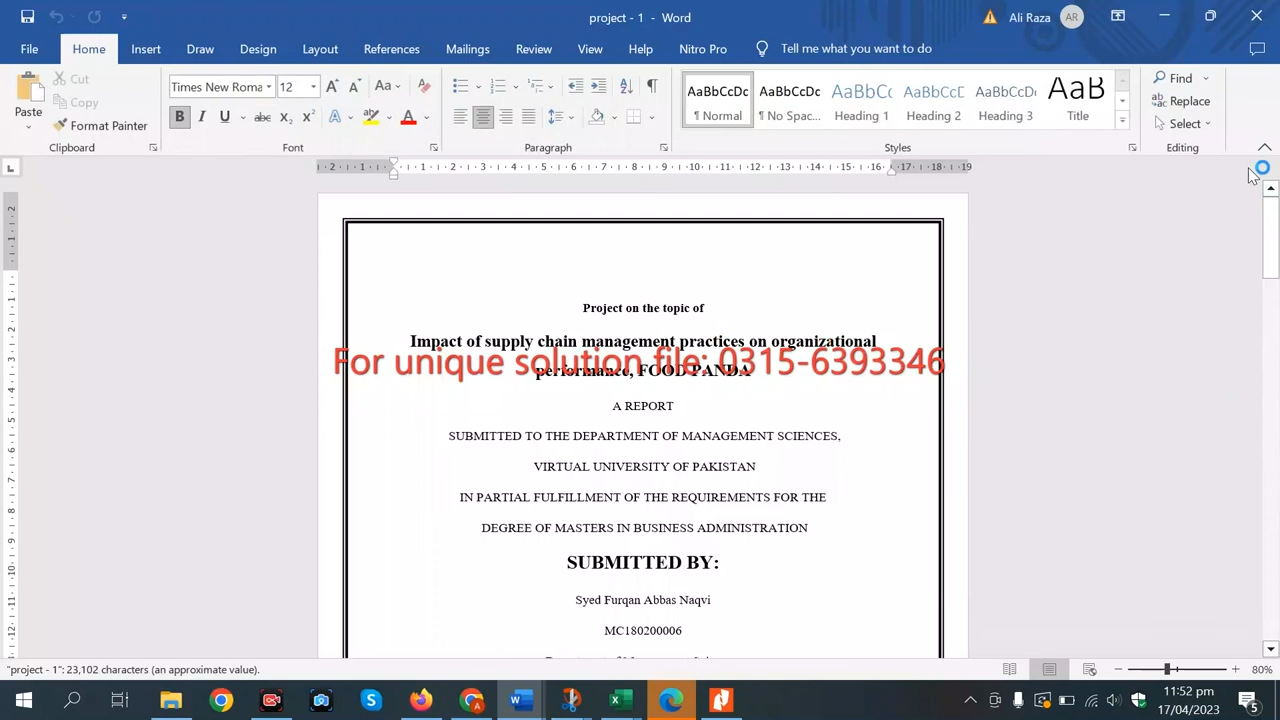 project - 1 - Word
Ali Raza
AR
File
Home
Insert
Draw
Design
Layout
References
Mailings
Review
View
Help
Nitro Pro
Tell me what you want to do
Paste
Cut
Copy
Format Painter
Clipboard
Times New Roma
12
Font
Paragraph
AaBbCcDc
¶ Normal
AaBbCcDc
¶ No Spac...
AaBbCc
Heading 1
AaBbCcD
Heading 2
AaBbCcD
Heading 3
AaB
Title
Styles
Find
Replace
Select
Editing
Project on the topic of
Impact of supply chain management practices on organizational
performance, FOOD PANDA
For unique solution file: 0315-6393346
A REPORT
SUBMITTED TO THE DEPARTMENT OF MANAGEMENT SCIENCES,
VIRTUAL UNIVERSITY OF PAKISTAN
IN PARTIAL FULFILLMENT OF THE REQUIREMENTS FOR THE
DEGREE OF MASTERS IN BUSINESS ADMINISTRATION
SUBMITTED BY:
Syed Furqan Abbas Naqvi
MC180200006
"project - 1": 23,102 characters (an approximate value).
80%
11:52 pm
17/04/2023
5